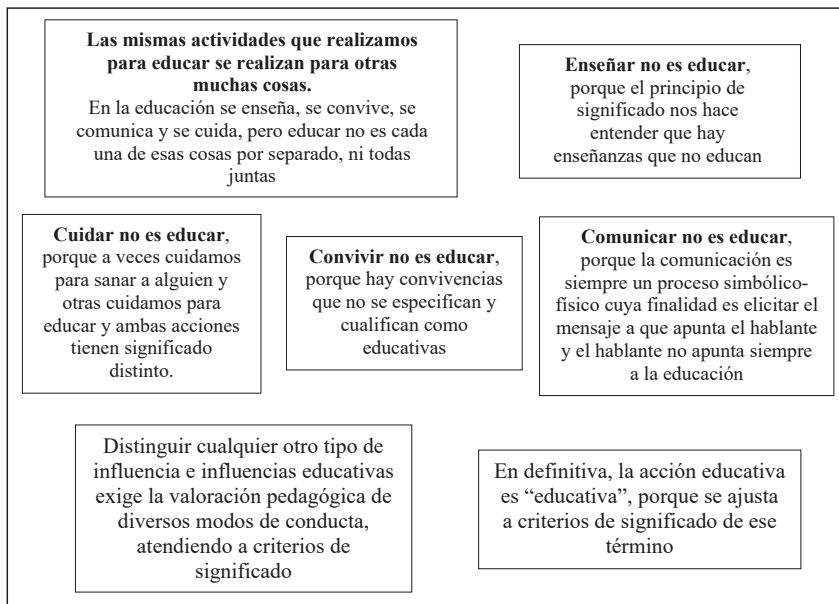 Las mismas actividades que realizamos
para educar se realizan para otras
muchas cosas.
En la educación se enseña, se convive, se
comunica y se cuida, pero educar no es cada
una de esas cosas por separado, ni todas
juntas
Enseñar no es educar,
porque el principio de
significado nos hace
entender que hay
enseñanzas que no educan
Cuidar no es educar,
porque a veces cuidamos
para sanar a alguien y
otras cuidamos para
educar y ambas acciones
tienen significado
distinto.
Convivir no es educar,
porque hay convivencias
que no se especifican y
cualifican como
educativas
Comunicar no es educar,
porque la comunicación es
siempre un proceso simbólico-
físico cuya finalidad es elicitar el
mensaje a que apunta el hablante
y el hablante no apunta siempre
a la educación
Distinguir cualquier otro tipo de
influencia e influencias educativas
exige la valoración pedagógica de
diversos modos de conducta,
atendiendo a criterios de
significado
En definitiva, la acción educativa
es “educativa”, porque se ajusta
a criterios de significado de ese
término